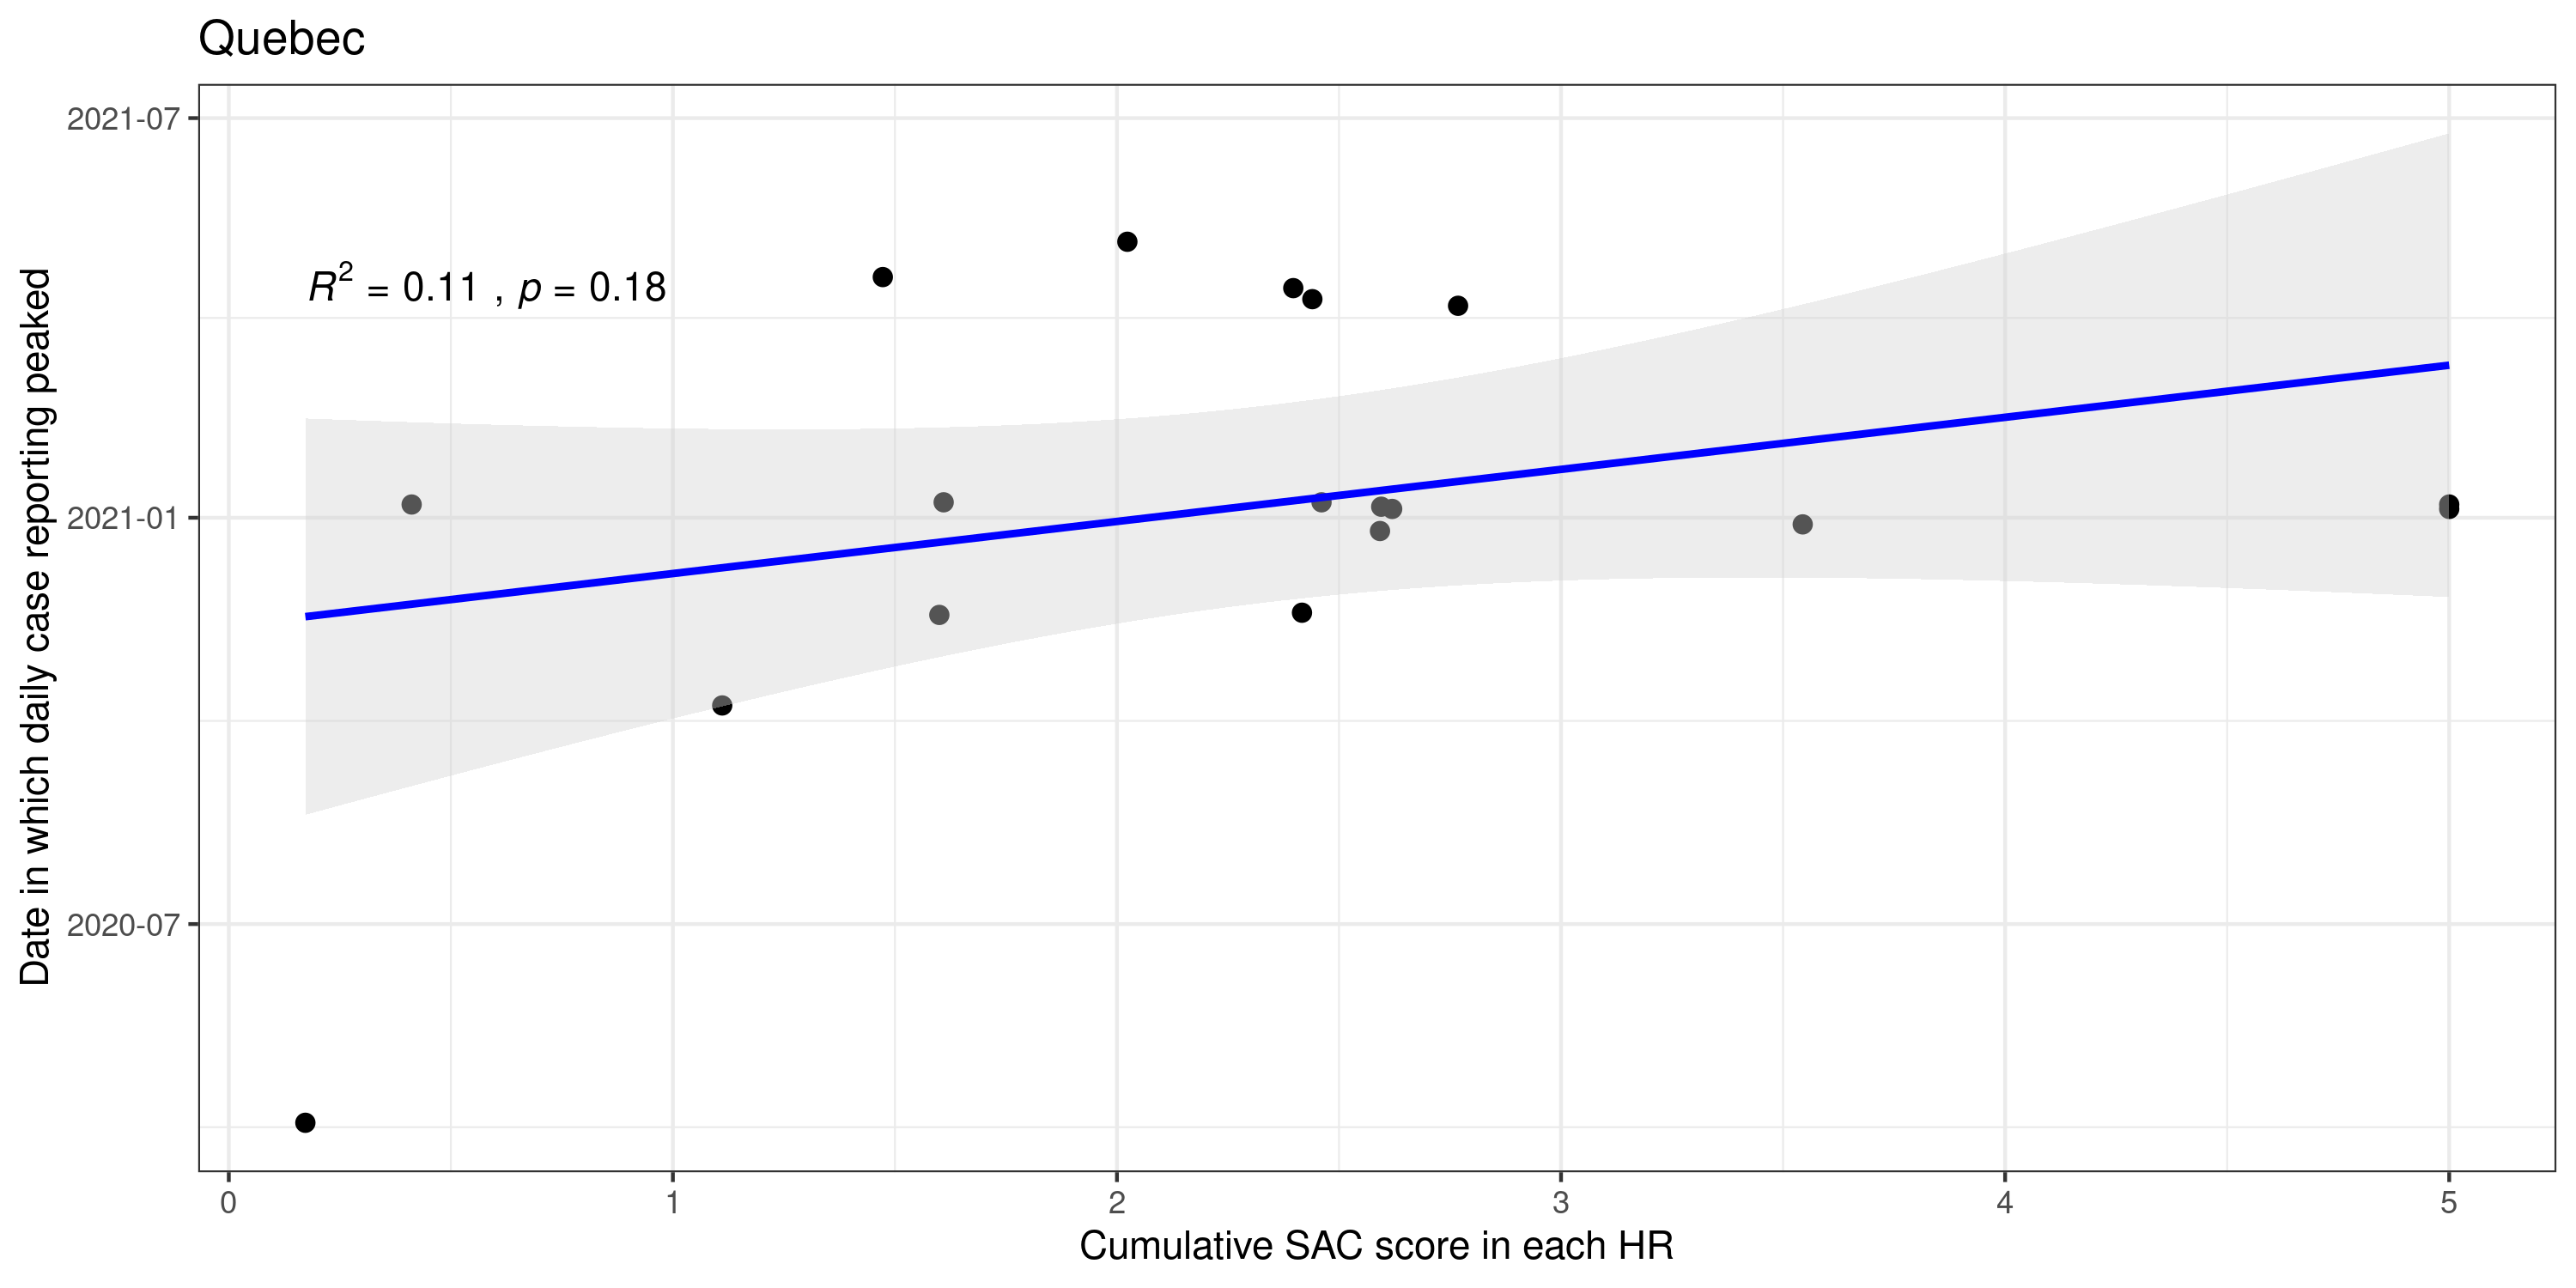 Quebec
2021-07
R² = 0.11 , p = 0.18
2021-01
2020-07
Date in which daily case reporting peaked
0 1 2 3 4 5
Cumulative SAC score in each HR